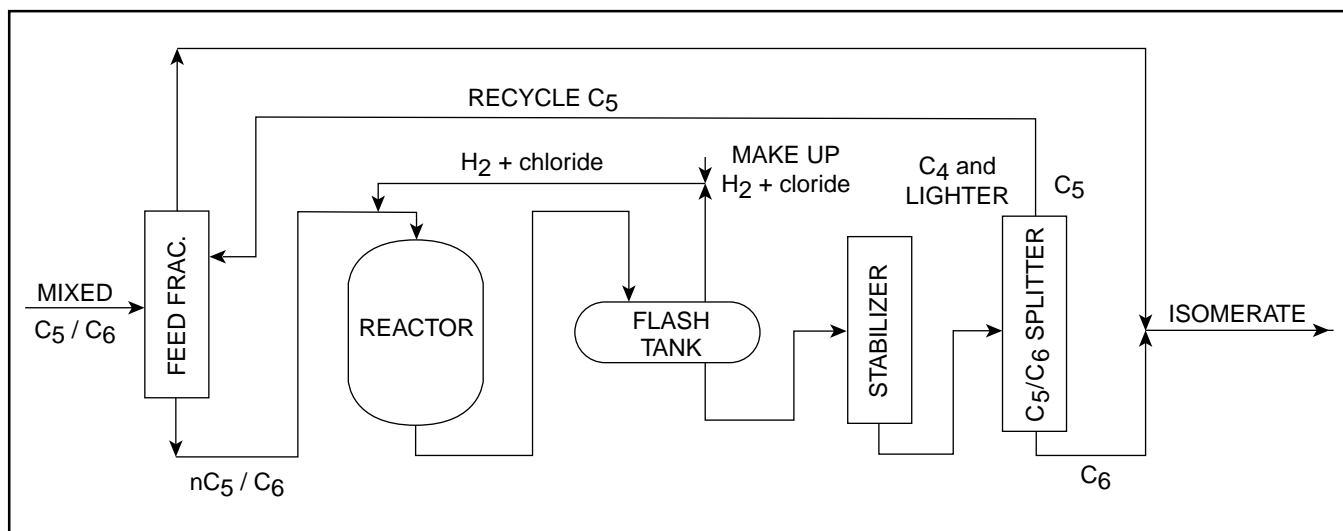 RECYCLE C5
H2 + chloride
MAKE UP
H2 + cloride
C4 and
LIGHTER
C5
FEED FRAC.
MIXED
C5 / C6
REACTOR
FLASH
TANK
STABILIZER
C5/C6 SPLITTER
ISOMERATE
nC5 / C6
C6